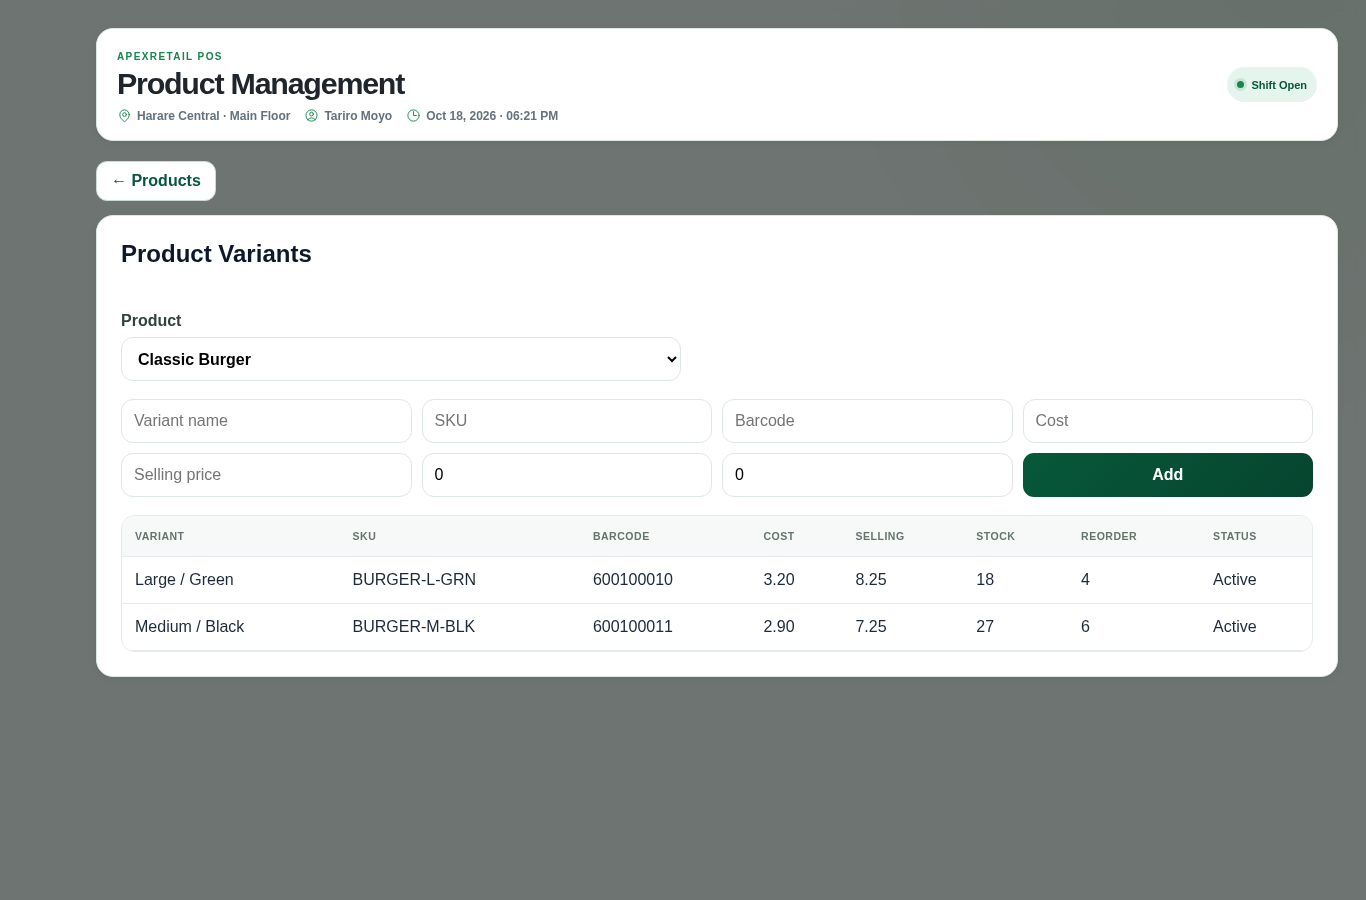 APEXRETAIL POS
Product Management
Harare Central · Main Floor Tariro Moyo Oct 18, 2026 · 06:21 PM
Shift Open
← Products
Product Variants
Product
Classic Burger
Variant name SKU Barcode Cost
Selling price 0 0 Add
VARIANT SKU BARCODE COST SELLING STOCK REORDER STATUS
Large / Green BURGER-L-GRN 600100010 3.20 8.25 18 4 Active
Medium / Black BURGER-M-BLK 600100011 2.90 7.25 27 6 Active